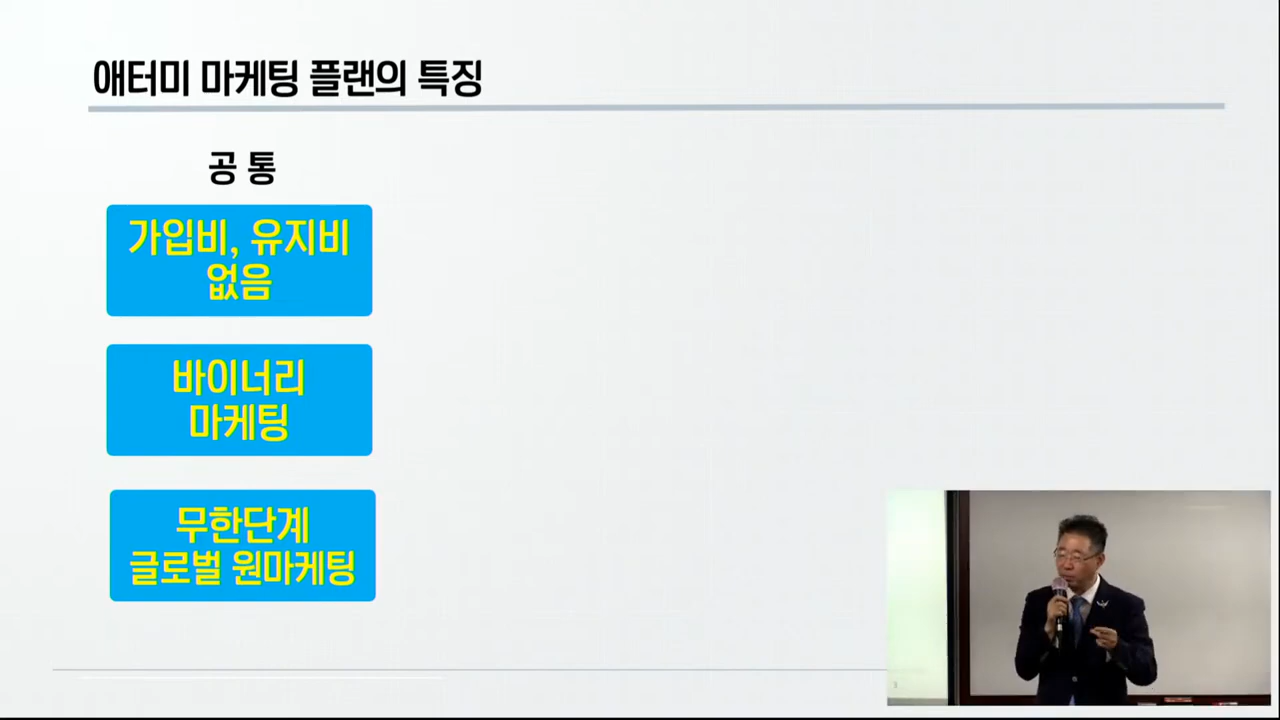 애터미 마케팅 플랜의 특징
공 통
가입비, 유지비
없음
바이너리
마케팅
무한단계
글로벌 원마케팅